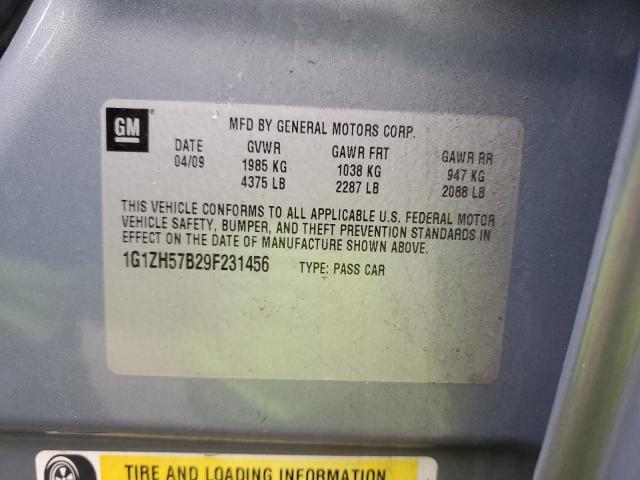 GM
MFD BY GENERAL MOTORS CORP.
DATE GVWR GAWR FRT GAWR RR
04/09 1985 KG 1038 KG 947 KG
4375 LB 2287 LB 2088 LB
THIS VEHICLE CONFORMS TO ALL APPLICABLE U.S. FEDERAL MOTOR
VEHICLE SAFETY, BUMPER, AND THEFT PREVENTION STANDARDS IN
EFFECT ON THE DATE OF MANUFACTURE SHOWN ABOVE.
1G1ZH57B29F231456 TYPE: PASS CAR
TIRE AND LOADING INFORMATION